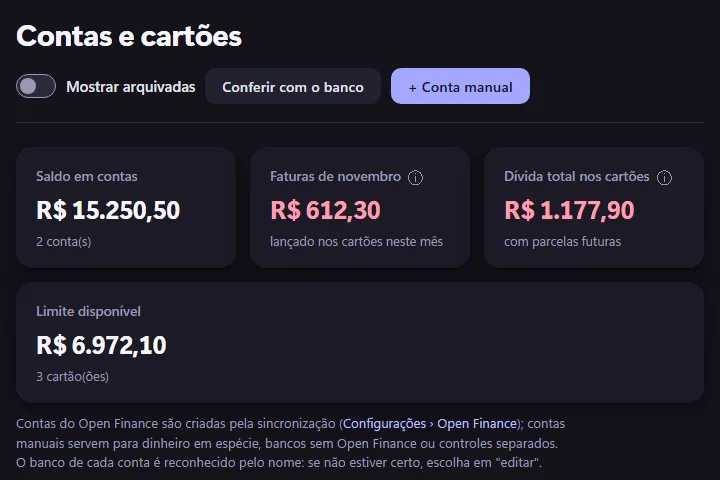 Contas e cartões
Mostrar arquivadas
Conferir com o banco
+ Conta manual
Saldo em contas
R$ 15.250,50
2 conta(s)
Faturas de novembro
R$ 612,30
lançado nos cartões neste mês
Dívida total nos cartões
R$ 1.177,90
com parcelas futuras
Limite disponível
R$ 6.972,10
3 cartão(ões)
Contas do Open Finance são criadas pela sincronização (Configurações › Open Finance); contas
manuais servem para dinheiro em espécie, bancos sem Open Finance ou controles separados.
O banco de cada conta é reconhecido pelo nome: se não estiver certo, escolha em "editar".